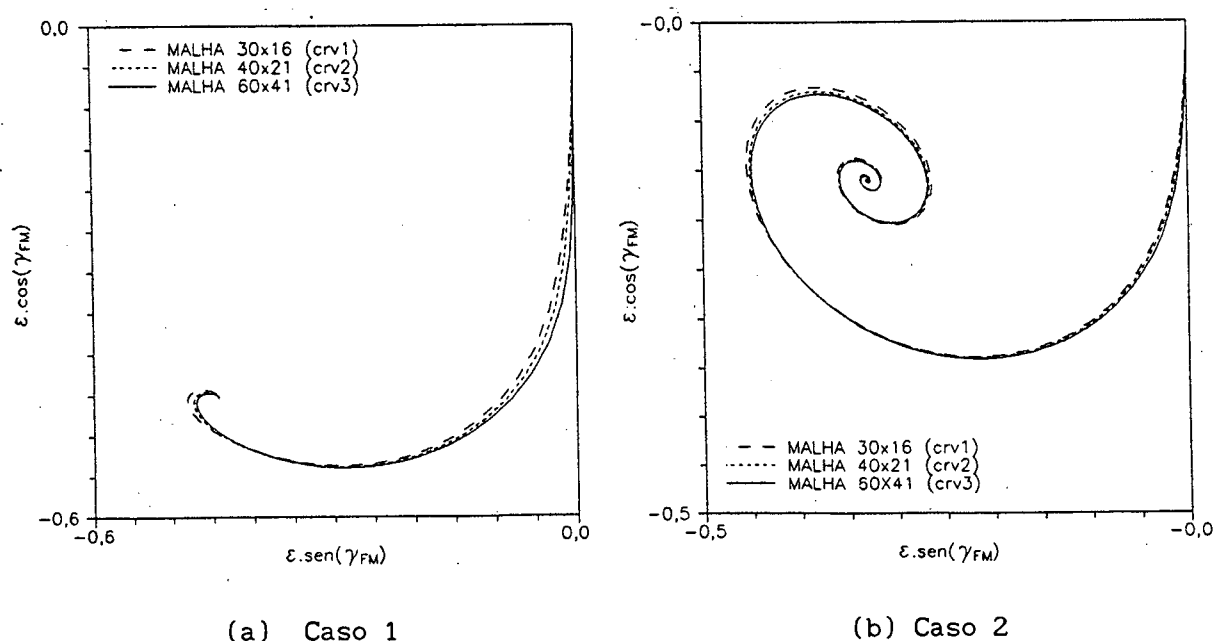 0,0
MALHA 30x16 (crv1)
MALHA 40x21 (crv2)
MALHA 60x41 (crv3)
ε.cos(γFM)
-0,6
-0,6
0,0
ε.sen(γFM)
(a) Caso 1
-0,0
ε.cos(γFM)
MALHA 30x16 (crv1)
MALHA 40x21 (crv2)
MALHA 60X41 (crv3)
-0,5
-0,5
-0,0
ε.sen(γFM)
(b) Caso 2